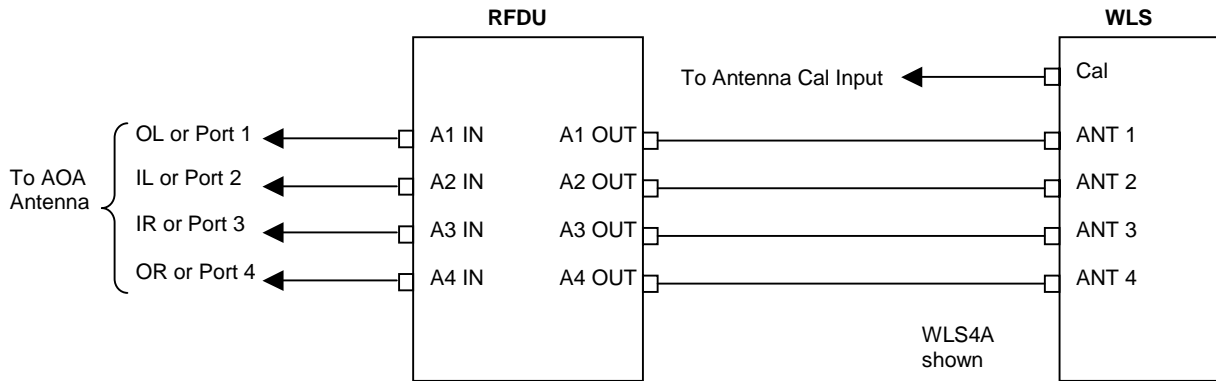 RFDU WLS
To Antenna Cal Input Cal
OL or Port 1 A1 IN A1 OUT ANT 1
To AOA
Antenna
IL or Port 2 A2 IN A2 OUT ANT 2
IR or Port 3 A3 IN A3 OUT ANT 3
OR or Port 4 A4 IN A4 OUT ANT 4
WLS4A
shown